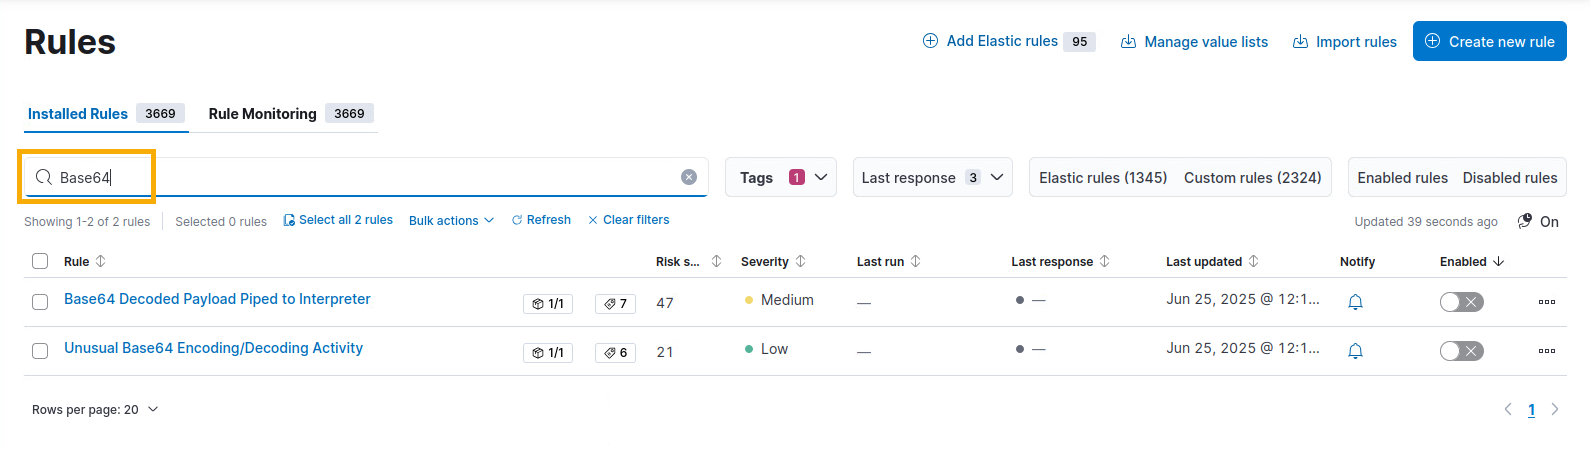 Rules
Add Elastic rules 95 Manage value lists Import rules Create new rule
Installed Rules 3669 Rule Monitoring 3669
Base64 Tags 1 Last response 3 Elastic rules (1345) Custom rules (2324) Enabled rules Disabled rules
Showing 1-2 of 2 rules Selected 0 rules Select all 2 rules Bulk actions Refresh Clear filters Updated 39 seconds ago On
Rule Risk s... Severity Last run Last response Last updated Notify Enabled
Base64 Decoded Payload Piped to Interpreter 1/1 7 47 Medium — — Jun 25, 2025 @ 12:1...
Unusual Base64 Encoding/Decoding Activity 1/1 6 21 Low — — Jun 25, 2025 @ 12:1...
Rows per page: 20 1